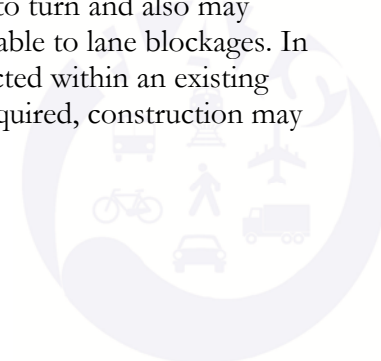 to turn and also may
able to lane blockages. In
cted within an existing
quired, construction may